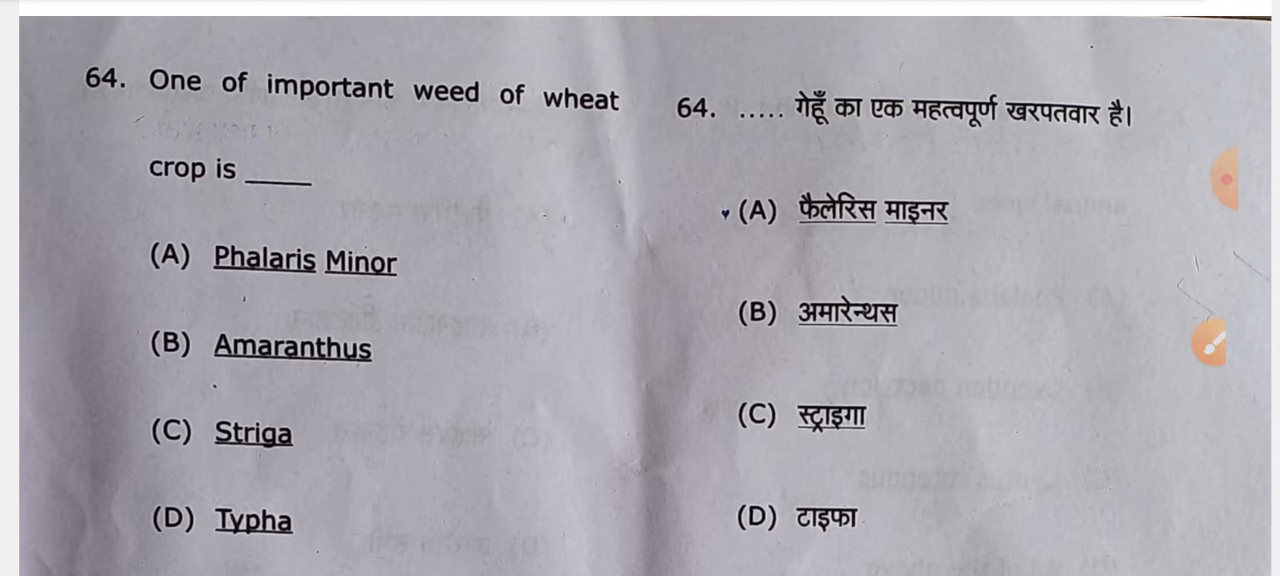 64. One of important weed of wheat
crop is ____
(A) Phalaris Minor
(B) Amaranthus
(C) Striga
(D) Typha
64. ..... गेहूँ का एक महत्वपूर्ण खरपतवार है।
(A) फैलेरिस माइनर
(B) अमारेन्थस
(C) स्ट्राइगा
(D) टाइफा